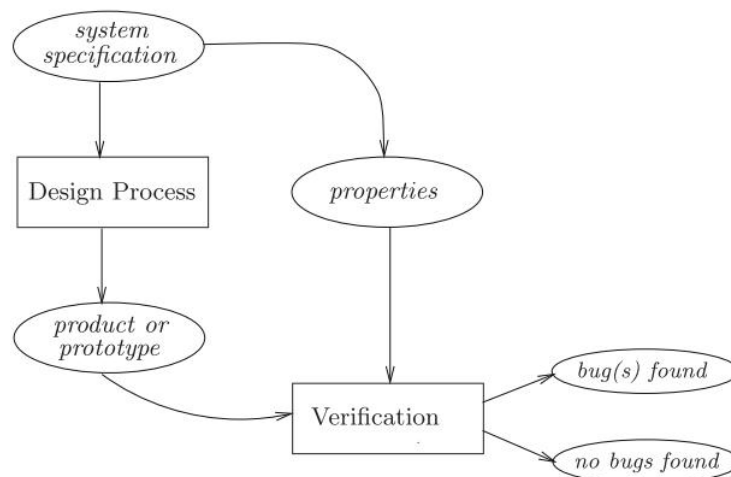 system
specification
Design Process
properties
product or
prototype
Verification
bug(s) found
no bugs found